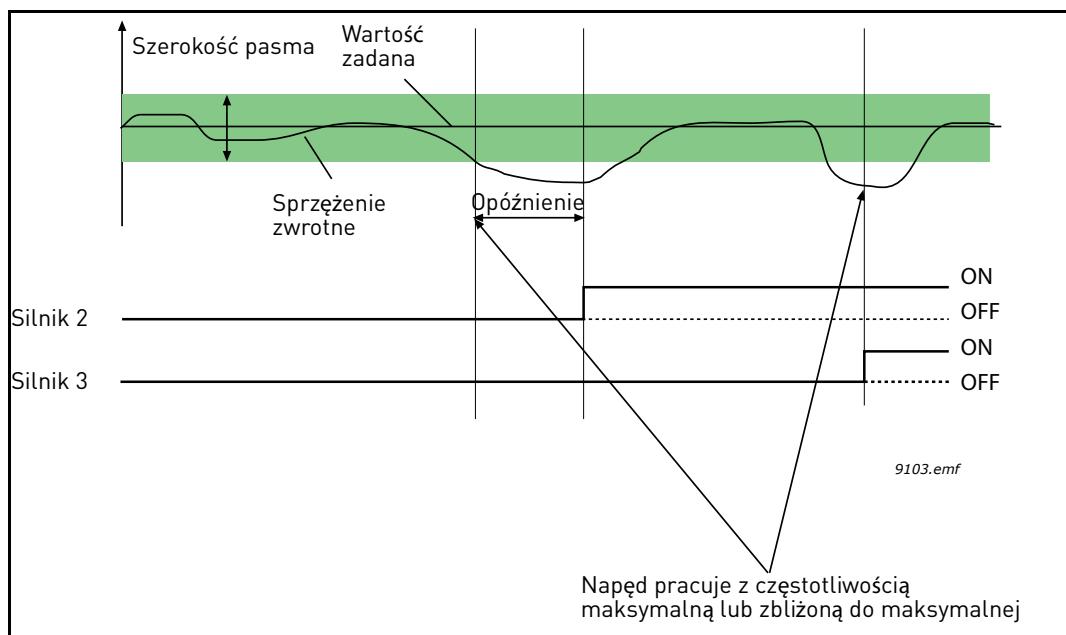 Szerokość pasma
Wartość
zadana
Sprzężenie
zwrotne
Opóźnienie
ON
Silnik 2
OFF
ON
Silnik 3
OFF
9103.emf
Napęd pracuje z częstotliwością
maksymalną lub zbliżoną do maksymalnej